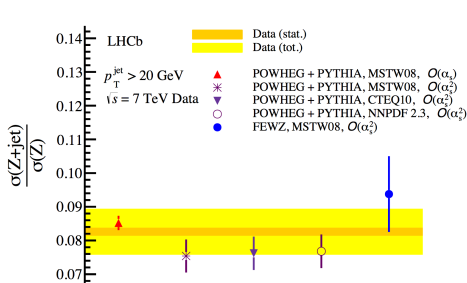 0.14
0.13
0.12
0.11
0.10
0.09
0.08
0.07
σ(Z+jet)
σ(Z)
LHCb
p_T^jet > 20 GeV
√s = 7 TeV Data
Data (stat.)
Data (tot.)
POWHEG + PYTHIA, MSTW08, O(α_s)
POWHEG + PYTHIA, MSTW08, O(α_s^2)
POWHEG + PYTHIA, CTEQ10, O(α_s^2)
POWHEG + PYTHIA, NNPDF 2.3, O(α_s^2)
FEWZ, MSTW08, O(α_s^2)